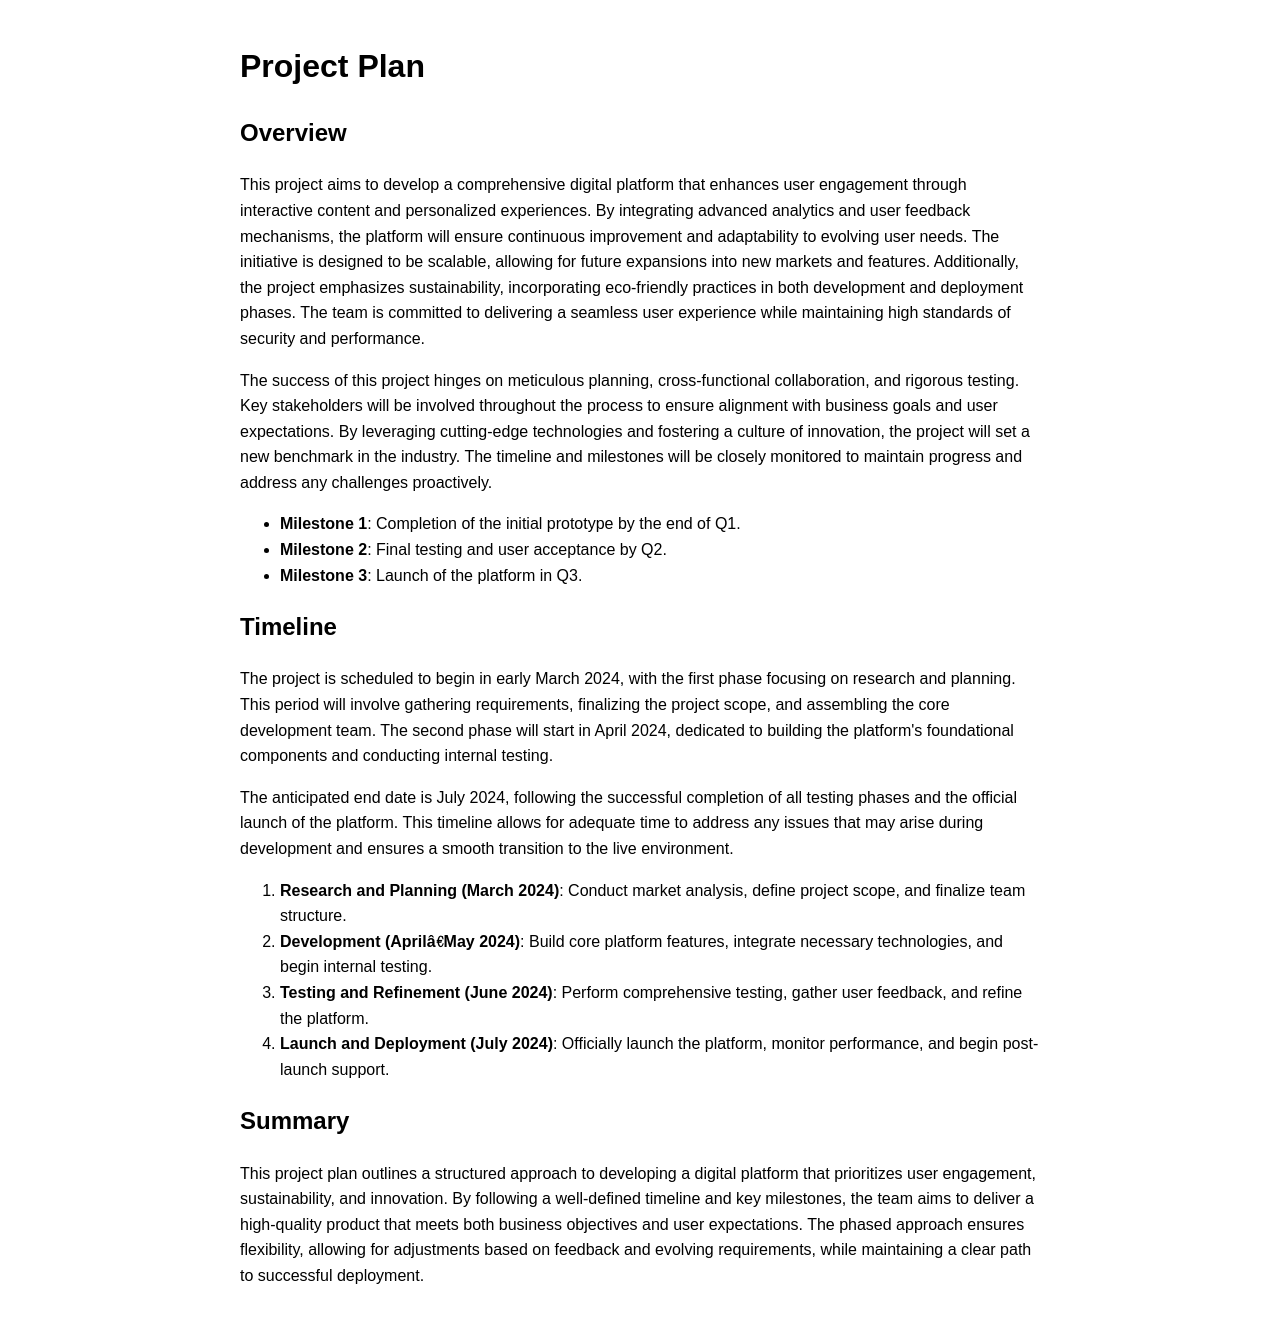 Project Plan
Overview
This project aims to develop a comprehensive digital platform that enhances user engagement through
interactive content and personalized experiences. By integrating advanced analytics and user feedback
mechanisms, the platform will ensure continuous improvement and adaptability to evolving user needs. The
initiative is designed to be scalable, allowing for future expansions into new markets and features. Additionally,
the project emphasizes sustainability, incorporating eco-friendly practices in both development and deployment
phases. The team is committed to delivering a seamless user experience while maintaining high standards of
security and performance.
The success of this project hinges on meticulous planning, cross-functional collaboration, and rigorous testing.
Key stakeholders will be involved throughout the process to ensure alignment with business goals and user
expectations. By leveraging cutting-edge technologies and fostering a culture of innovation, the project will set a
new benchmark in the industry. The timeline and milestones will be closely monitored to maintain progress and
address any challenges proactively.
• Milestone 1: Completion of the initial prototype by the end of Q1.
• Milestone 2: Final testing and user acceptance by Q2.
• Milestone 3: Launch of the platform in Q3.
Timeline
The project is scheduled to begin in early March 2024, with the first phase focusing on research and planning.
This period will involve gathering requirements, finalizing the project scope, and assembling the core
development team. The second phase will start in April 2024, dedicated to building the platform's foundational
components and conducting internal testing.
The anticipated end date is July 2024, following the successful completion of all testing phases and the official
launch of the platform. This timeline allows for adequate time to address any issues that may arise during
development and ensures a smooth transition to the live environment.
1. Research and Planning (March 2024): Conduct market analysis, define project scope, and finalize team
structure.
2. Development (Aprilâ€May 2024): Build core platform features, integrate necessary technologies, and
begin internal testing.
3. Testing and Refinement (June 2024): Perform comprehensive testing, gather user feedback, and refine
the platform.
4. Launch and Deployment (July 2024): Officially launch the platform, monitor performance, and begin post-
launch support.
Summary
This project plan outlines a structured approach to developing a digital platform that prioritizes user engagement,
sustainability, and innovation. By following a well-defined timeline and key milestones, the team aims to deliver a
high-quality product that meets both business objectives and user expectations. The phased approach ensures
flexibility, allowing for adjustments based on feedback and evolving requirements, while maintaining a clear path
to successful deployment.